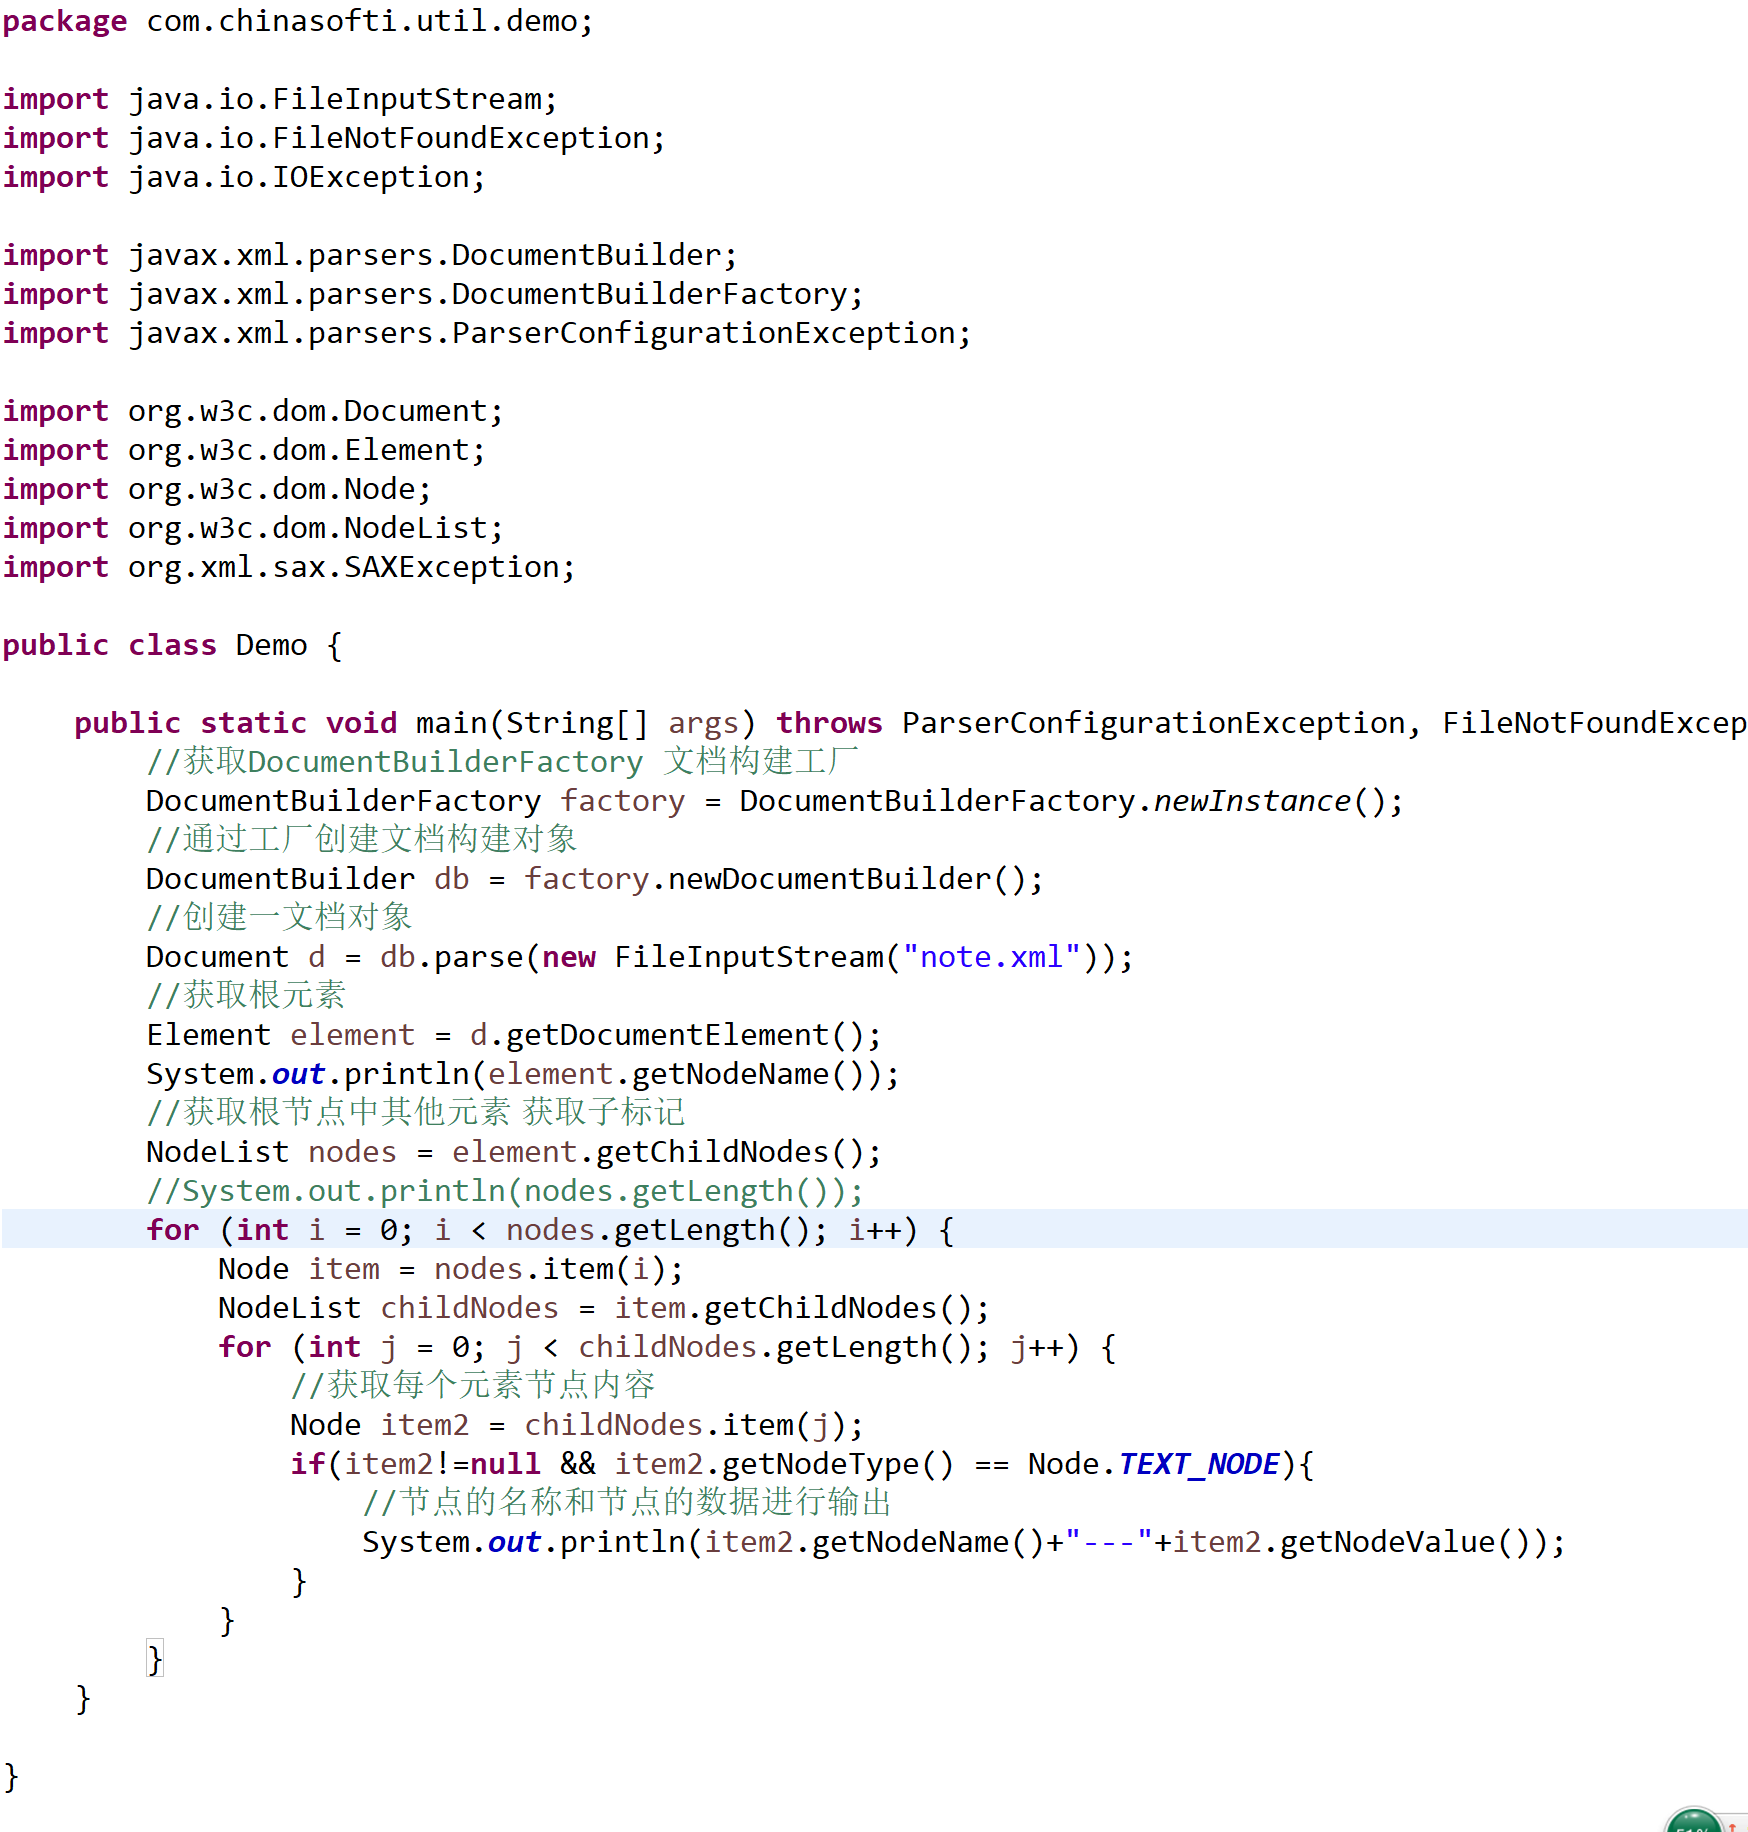 package com.chinasofti.util.demo;
import java.io.FileInputStream;
import java.io.FileNotFoundException;
import java.io.IOException;
import javax.xml.parsers.DocumentBuilder;
import javax.xml.parsers.DocumentBuilderFactory;
import javax.xml.parsers.ParserConfigurationException;
import org.w3c.dom.Document;
import org.w3c.dom.Element;
import org.w3c.dom.Node;
import org.w3c.dom.NodeList;
import org.xml.sax.SAXException;
public class Demo {
public static void main(String[] args) throws ParserConfigurationException, FileNotFoundExcep
//获取DocumentBuilderFactory 文档构建工厂
DocumentBuilderFactory factory = DocumentBuilderFactory.newInstance();
//通过工厂创建文档构建对象
DocumentBuilder db = factory.newDocumentBuilder();
//创建一文档对象
Document d = db.parse(new FileInputStream("note.xml"));
//获取根元素
Element element = d.getDocumentElement();
System.out.println(element.getNodeName());
//获取根节点中其他元素 获取子标记
NodeList nodes = element.getChildNodes();
//System.out.println(nodes.getLength());
for (int i = 0; i < nodes.getLength(); i++) {
Node item = nodes.item(i);
NodeList childNodes = item.getChildNodes();
for (int j = 0; j < childNodes.getLength(); j++) {
//获取每个元素节点内容
Node item2 = childNodes.item(j);
if(item2!=null && item2.getNodeType() == Node.TEXT_NODE){
//节点的名称和节点的数据进行输出
System.out.println(item2.getNodeName()+"---"+item2.getNodeValue());
}
}
}
}
}